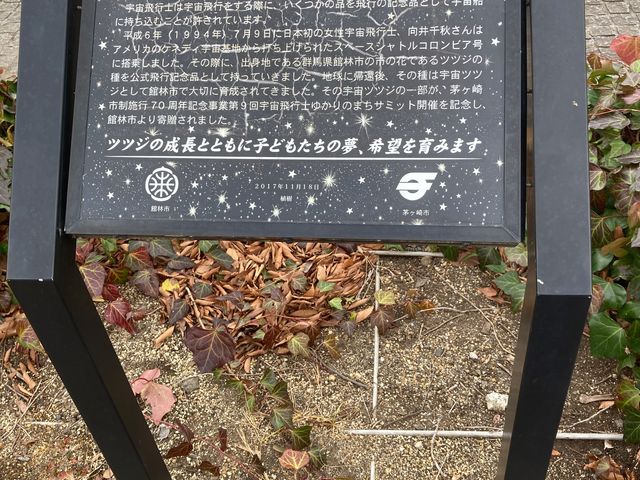 宇宙飛行士は宇宙飛行をする際に、いくつかの品を飛行の記念品として宇宙船
に持ち込むことが許されています。
平成6年(1994年)7月9日に日本初の女性宇宙飛行士、向井千秋さんは
アメリカのケネディ宇宙基地から打ち上げられたスペースシャトルコロンビア号
に搭乗しました。その際に、出身地である群馬県館林市の市の花であるツツジの
種を公式飛行記念品として持っていきました。地球に帰還後、その種は宇宙ツツ
ジとして館林市で大切に育成されてきました。その宇宙ツツジの一部が、茅ヶ崎
市制施行70周年記念事業第9回宇宙飛行士ゆかりのまちサミット開催を記念し、
館林市より寄贈されました。
ツツジの成長とともに子どもたちの夢、希望を育みます
2017年11月18日
植樹
館林市
茅ヶ崎市